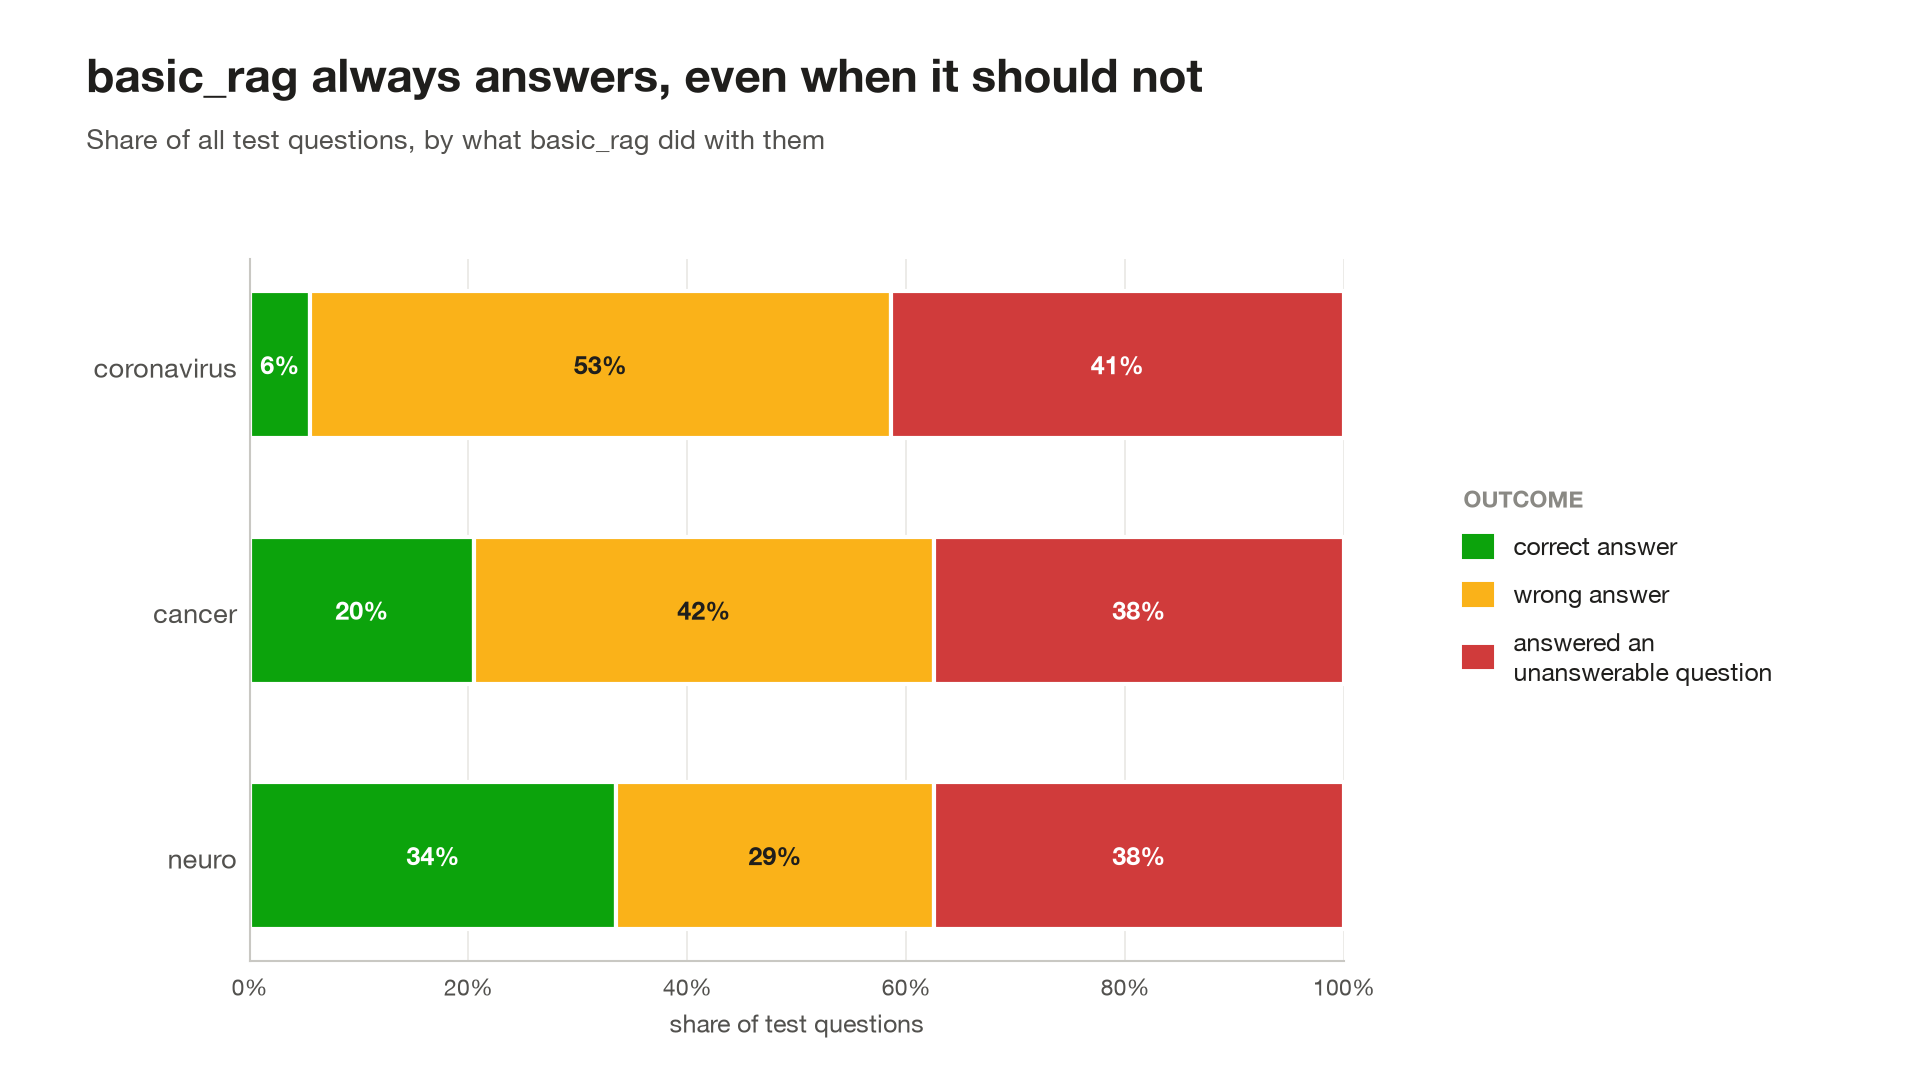 basic_rag always answers, even when it should not
Share of all test questions, by what basic_rag did with them
coronavirus
6%
53%
41%
cancer
20%
42%
38%
neuro
34%
29%
38%
0%
20%
40%
60%
80%
100%
share of test questions
OUTCOME
correct answer
wrong answer
answered an
unanswerable question